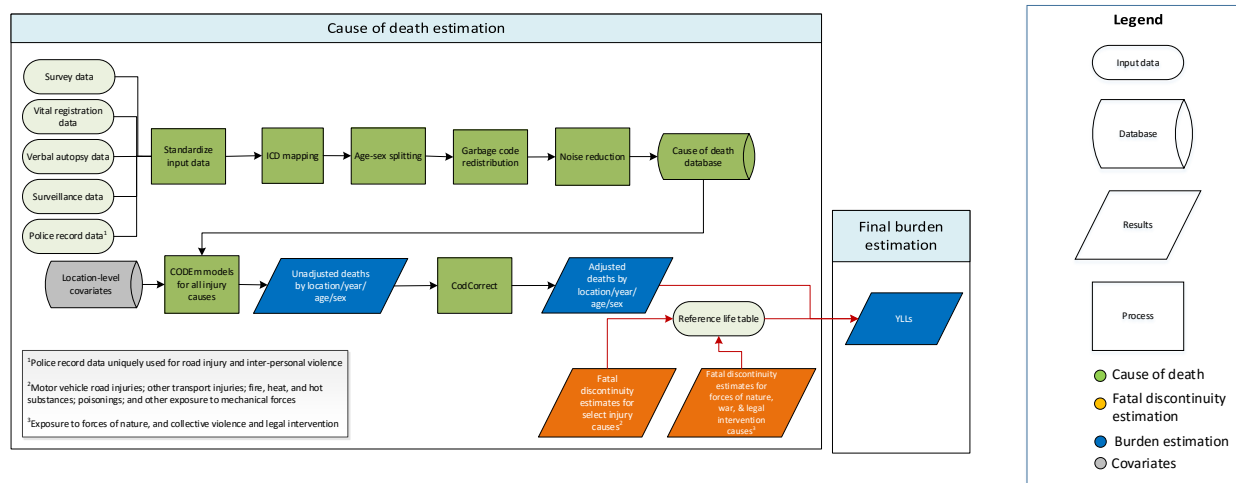 Cause of death estimation
Survey data
Vital registration
data
Verbal autopsy data
Surveillance data
Police record data¹
Standardize
input data
ICD mapping
Age-sex splitting
Garbage code
redistribution
Noise reduction
Cause of death
database
Location-level
covariates
CODEm models
for all injury
causes
Unadjusted deaths
by location/year/
age/sex
CodCorrect
Adjusted
deaths by
location/year/
age/sex
Reference life table
Fatal
discontinuity
estimates for
select injury
causes²
Fatal discontinuity
estimates for
forces of nature,
war, & legal
intervention
causes³
¹Police record data uniquely used for road injury and inter-personal violence
²Motor vehicle road injuries; other transport injuries; fire, heat, and hot
substances; poisonings; and other exposure to mechanical forces
³Exposure to forces of nature, and collective violence and legal intervention
Final burden
estimation
YLLs
Legend
Input data
Database
Results
Process
Cause of death
Fatal discontinuity
estimation
Burden estimation
Covariates